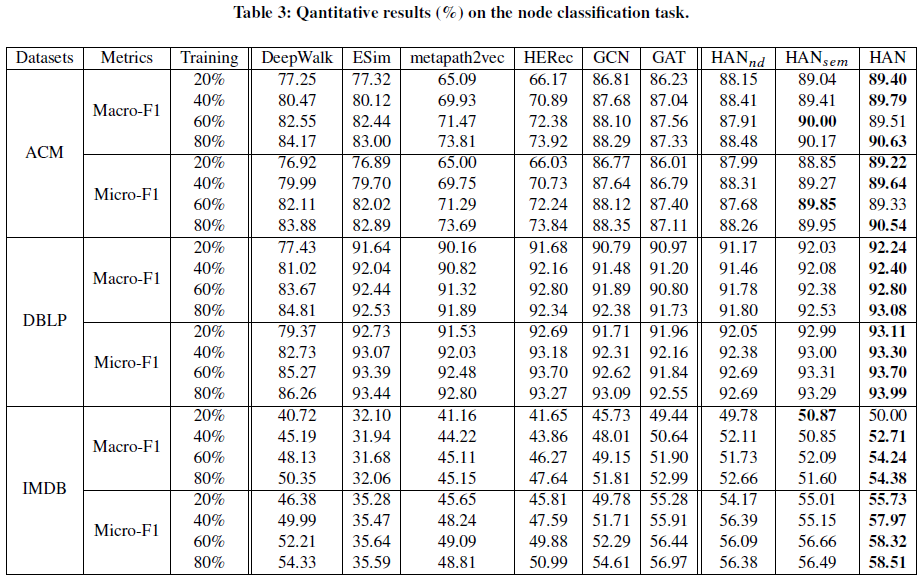 Table 3: Qantitative results (%) on the node classification task.
Datasets Metrics Training DeepWalk ESim metapath2vec HERec GCN GAT HANnd HANsem HAN
ACM
Macro-F1
20% 77.25 77.32 65.09 66.17 86.81 86.23 88.15 89.04 89.40
40% 80.47 80.12 69.93 70.89 87.68 87.04 88.41 89.41 89.79
60% 82.55 82.44 71.47 72.38 88.10 87.56 87.91 90.00 89.51
80% 84.17 83.00 73.81 73.92 88.29 87.33 88.48 90.17 90.63
Micro-F1
20% 76.92 76.89 65.00 66.03 86.77 86.01 87.99 88.85 89.22
40% 79.99 79.70 69.75 70.73 87.64 86.79 88.31 89.27 89.64
60% 82.11 82.02 71.29 72.24 88.12 87.40 87.68 89.85 89.33
80% 83.88 82.89 73.69 73.84 88.35 87.11 88.26 89.95 90.54
DBLP
Macro-F1
20% 77.43 91.64 90.16 91.68 90.79 90.97 91.17 92.03 92.24
40% 81.02 92.04 90.82 92.16 91.48 91.20 91.46 92.08 92.40
60% 83.67 92.44 91.32 92.80 91.89 90.80 91.78 92.38 92.80
80% 84.81 92.53 91.89 92.34 92.38 91.73 91.80 92.53 93.08
Micro-F1
20% 79.37 92.73 91.53 92.69 91.71 91.96 92.05 92.99 93.11
40% 82.73 93.07 92.03 93.18 92.31 92.16 92.38 93.00 93.30
60% 85.27 93.39 92.48 93.70 92.62 91.84 92.69 93.31 93.70
80% 86.26 93.44 92.80 93.27 93.09 92.55 92.69 93.29 93.99
IMDB
Macro-F1
20% 40.72 32.10 41.16 41.65 45.73 49.44 49.78 50.87 50.00
40% 45.19 31.94 44.22 43.86 48.01 50.64 52.11 50.85 52.71
60% 48.13 31.68 45.11 46.27 49.15 51.90 51.73 52.09 54.24
80% 50.35 32.06 45.15 47.64 51.81 52.99 52.66 51.60 54.38
Micro-F1
20% 46.38 35.28 45.65 45.81 49.78 55.28 54.17 55.01 55.73
40% 49.99 35.47 48.24 47.59 51.71 55.91 56.39 55.15 57.97
60% 52.21 35.64 49.09 49.88 52.29 56.44 56.09 56.66 58.32
80% 54.33 35.59 48.81 50.99 54.61 56.97 56.38 56.49 58.51